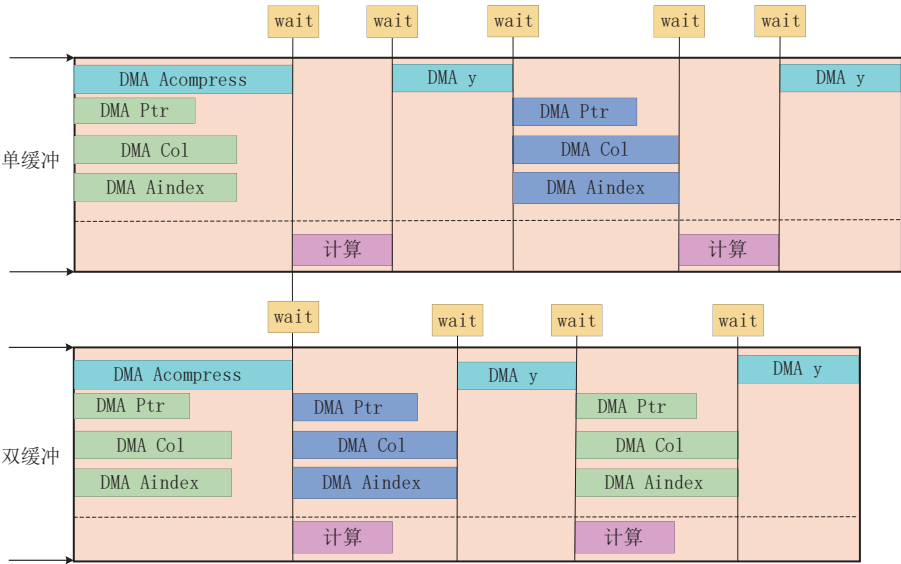 wait
wait
wait
wait
wait
DMA Acompress
DMA y
DMA y
DMA Ptr
DMA Ptr
单缓冲
DMA Col
DMA Col
DMA Aindex
DMA Aindex
计算
计算
wait
wait
wait
wait
DMA Acompress
DMA y
DMA y
DMA Ptr
DMA Ptr
DMA Ptr
双缓冲
DMA Col
DMA Col
DMA Col
DMA Aindex
DMA Aindex
DMA Aindex
计算
计算